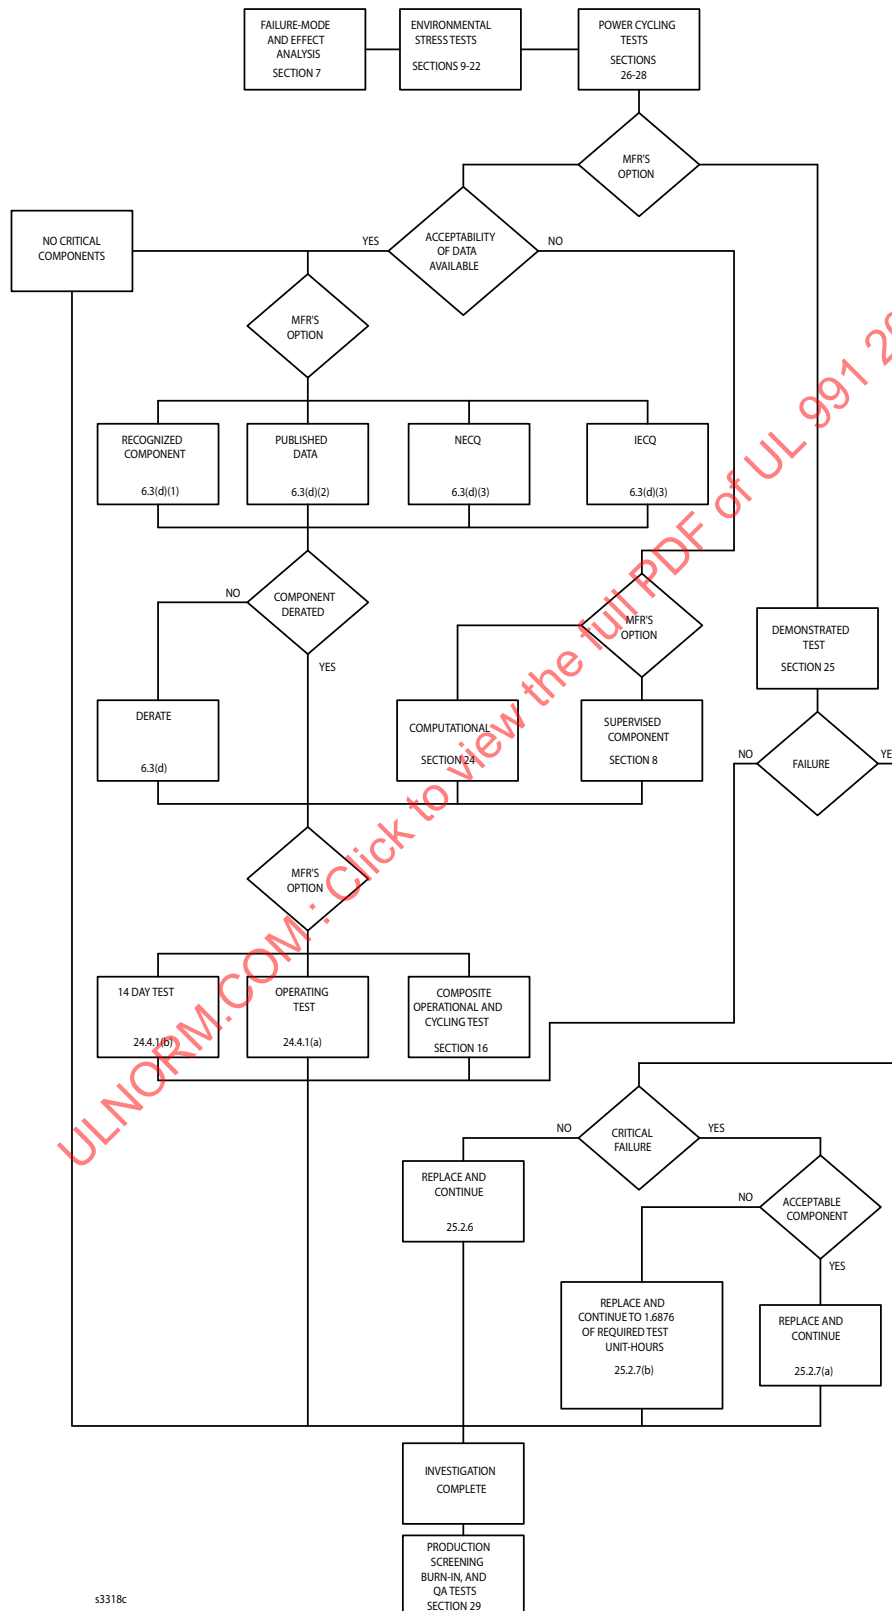 FAILURE-MODE
AND EFFECT
ANALYSIS
SECTION 7
ENVIRONMENTAL
STRESS TESTS
SECTIONS 9-22
POWER CYCLING
TESTS
SECTIONS
26-28
MFR'S
OPTION
NO CRITICAL
COMPONENTS
YES
ACCEPTABILITY
OF DATA
AVAILABLE
NO
MFR'S
OPTION
RECOGNIZED
COMPONENT
6.3(d)(1)
PUBLISHED
DATA
6.3(d)(2)
NECQ
6.3(d)(3)
IECQ
6.3(d)(3)
NO
COMPONENT
DERATED
YES
MFR'S
OPTION
DEMONSTRATED
TEST
SECTION 25
DERATE
6.3(d)
COMPUTATIONAL
SECTION 24
SUPERVISED
COMPONENT
SECTION 8
NO
FAILURE
YE
MFR'S
OPTION
14 DAY TEST
24.4.1(b)
OPERATING
TEST
24.4.1(a)
COMPOSITE
OPERATIONAL AND
CYCLING TEST
SECTION 16
NO
CRITICAL
FAILURE
YES
REPLACE AND
CONTINUE
25.2.6
NO
ACCEPTABLE
COMPONENT
YES
REPLACE AND
CONTINUE TO 1.6876
OF REQUIRED TEST
UNIT-HOURS
25.2.7(b)
REPLACE AND
CONTINUE
25.2.7(a)
INVESTIGATION
COMPLETE
PRODUCTION
SCREENING
BURN-IN, AND
QA TESTS
SECTION 29
s3318c
ULNORM.COM : Click to view the full PDF of UL 991